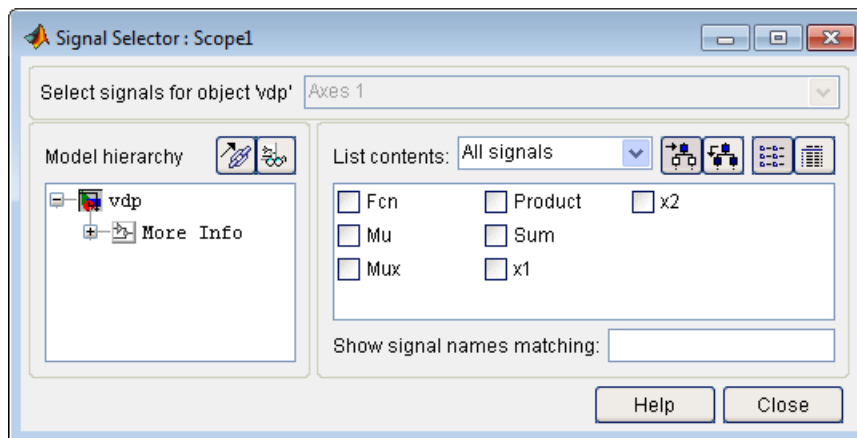 Signal Selector : Scope1
Select signals for object 'vdp' Axes 1
Model hierarchy
vdp
More Info
List contents: All signals
Fcn Product x2
Mu Sum
Mux x1
Show signal names matching:
Help Close